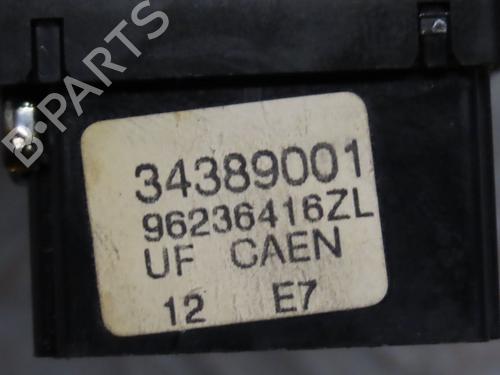 B-PARTS
34389001
96236416ZL
UF CAEN
12 E7